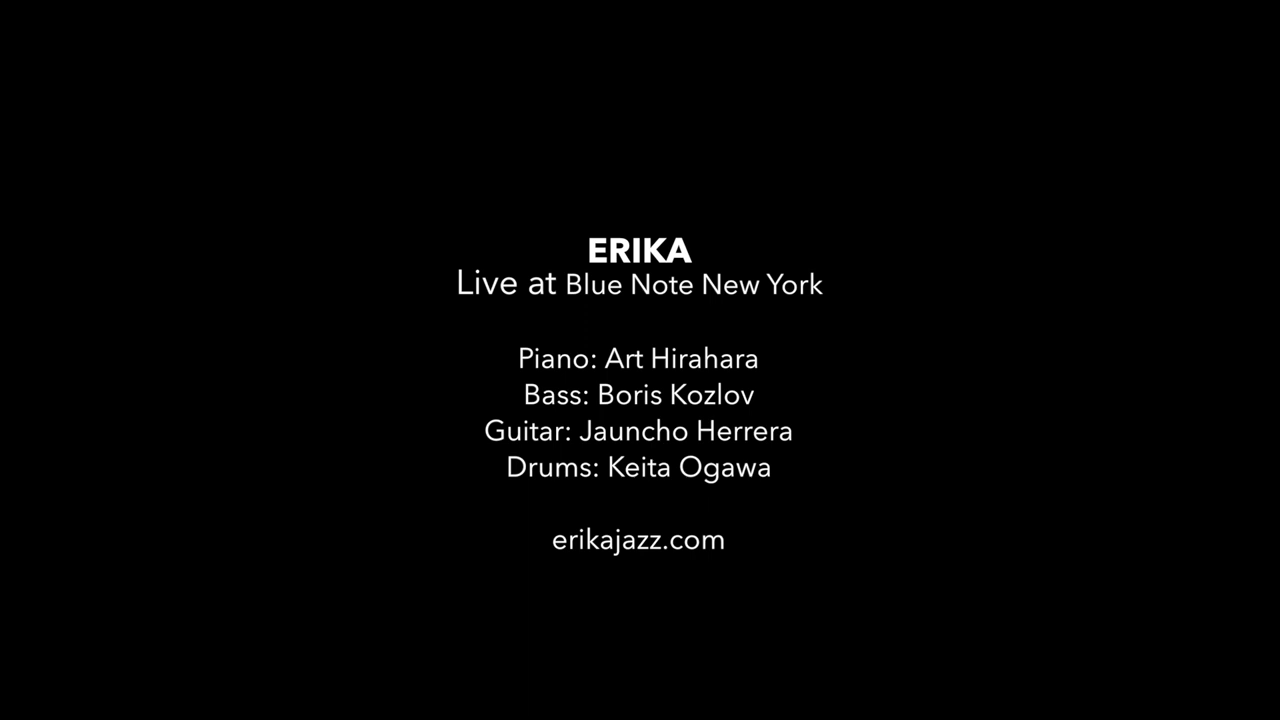 ERIKA
Live at Blue Note New York
Piano: Art Hirahara
Bass: Boris Kozlov
Guitar: Jauncho Herrera
Drums: Keita Ogawa
erikajazz.com